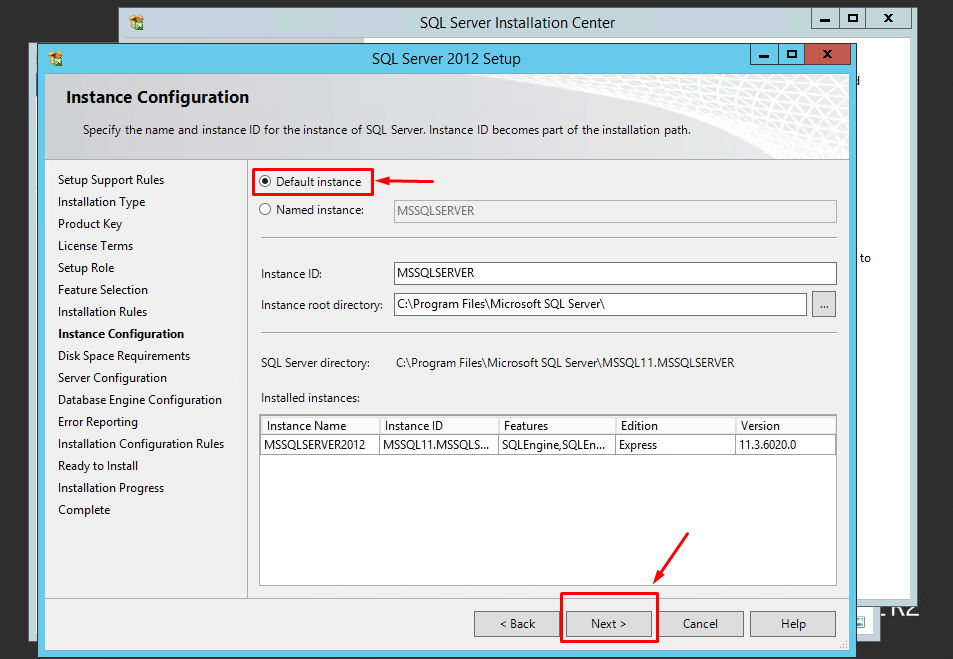 SQL Server Installation Center
SQL Server 2012 Setup
Instance Configuration
Specify the name and instance ID for the instance of SQL Server. Instance ID becomes part of the installation path.
Setup Support Rules
Installation Type
Product Key
License Terms
Setup Role
Feature Selection
Installation Rules
Instance Configuration
Disk Space Requirements
Server Configuration
Database Engine Configuration
Error Reporting
Installation Configuration Rules
Ready to Install
Installation Progress
Complete
Default instance
Named instance: MSSQLSERVER
Instance ID: MSSQLSERVER
Instance root directory: C:\Program Files\Microsoft SQL Server\ ...
SQL Server directory: C:\Program Files\Microsoft SQL Server\MSSQL11.MSSQLSERVER
Installed instances:
Instance Name Instance ID Features Edition Version
MSSQLSERVER2012 MSSQL11.MSSQLS... SQLEngine,SQLEn... Express 11.3.6020.0
< Back Next > Cancel Help
to
R2